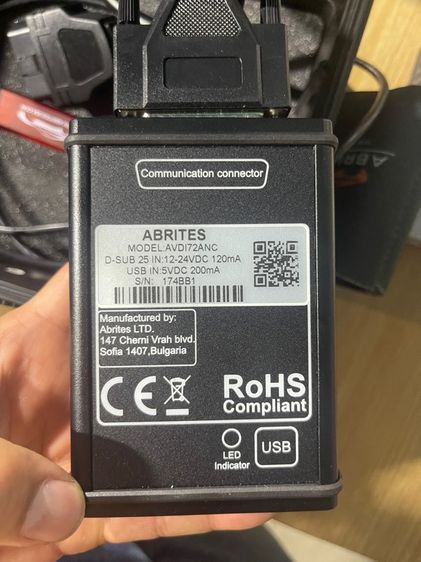 Communication connector
ABRITES
MODEL:AVDI72ANC
D-SUB 25 IN:12-24VDC 120mA
USB IN:5VDC 200mA
S/N: 174BB1
Manufactured by:
Abrites LTD.
147 Cherni Vrah blvd.
Sofia 1407,Bulgaria
CE
RoHS
Compliant
LED
Indicator
USB